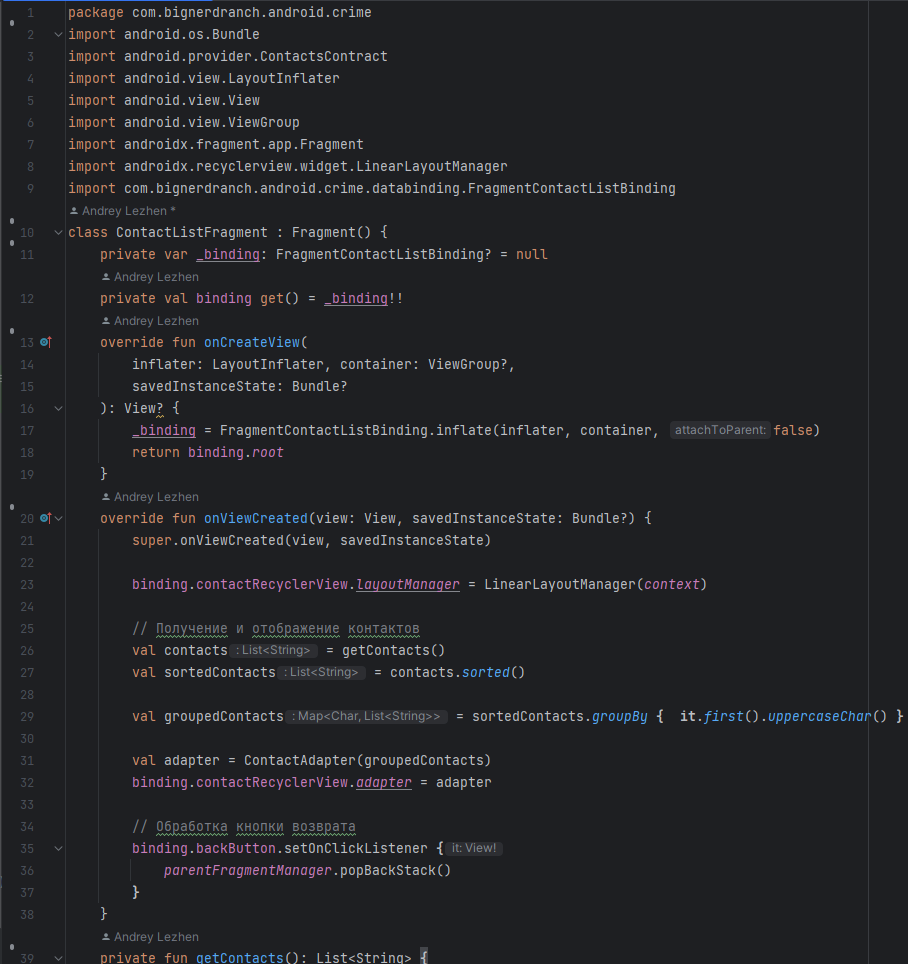 1 package com.bignerdranch.android.crime
2 import android.os.Bundle
3 import android.provider.ContactsContract
4 import android.view.LayoutInflater
5 import android.view.View
6 import android.view.ViewGroup
7 import androidx.fragment.app.Fragment
8 import androidx.recyclerview.widget.LinearLayoutManager
9 import com.bignerdranch.android.crime.databinding.FragmentContactListBinding
Andrey Lezhen *
10 class ContactListFragment : Fragment() {
11 private var _binding: FragmentContactListBinding? = null
Andrey Lezhen
12 private val binding get() = _binding!!
Andrey Lezhen
13 override fun onCreateView(
14 inflater: LayoutInflater, container: ViewGroup?,
15 savedInstanceState: Bundle?
16 ): View? {
17 _binding = FragmentContactListBinding.inflate(inflater, container, attachToParent: false)
18 return binding.root
19 }
Andrey Lezhen
20 override fun onViewCreated(view: View, savedInstanceState: Bundle?) {
21 super.onViewCreated(view, savedInstanceState)
22
23 binding.contactRecyclerView.layoutManager = LinearLayoutManager(context)
24
25 // Получение и отображение контактов
26 val contacts : List<String> = getContacts()
27 val sortedContacts : List<String> = contacts.sorted()
28
29 val groupedContacts : Map<Char, List<String>> = sortedContacts.groupBy { it.first().uppercaseChar() }
30
31 val adapter = ContactAdapter(groupedContacts)
32 binding.contactRecyclerView.adapter = adapter
33
34 // Обработка кнопки возврата
35 binding.backButton.setOnClickListener { it: View!
36 parentFragmentManager.popBackStack()
37 }
38 }
Andrey Lezhen
39 private fun getContacts(): List<String> {